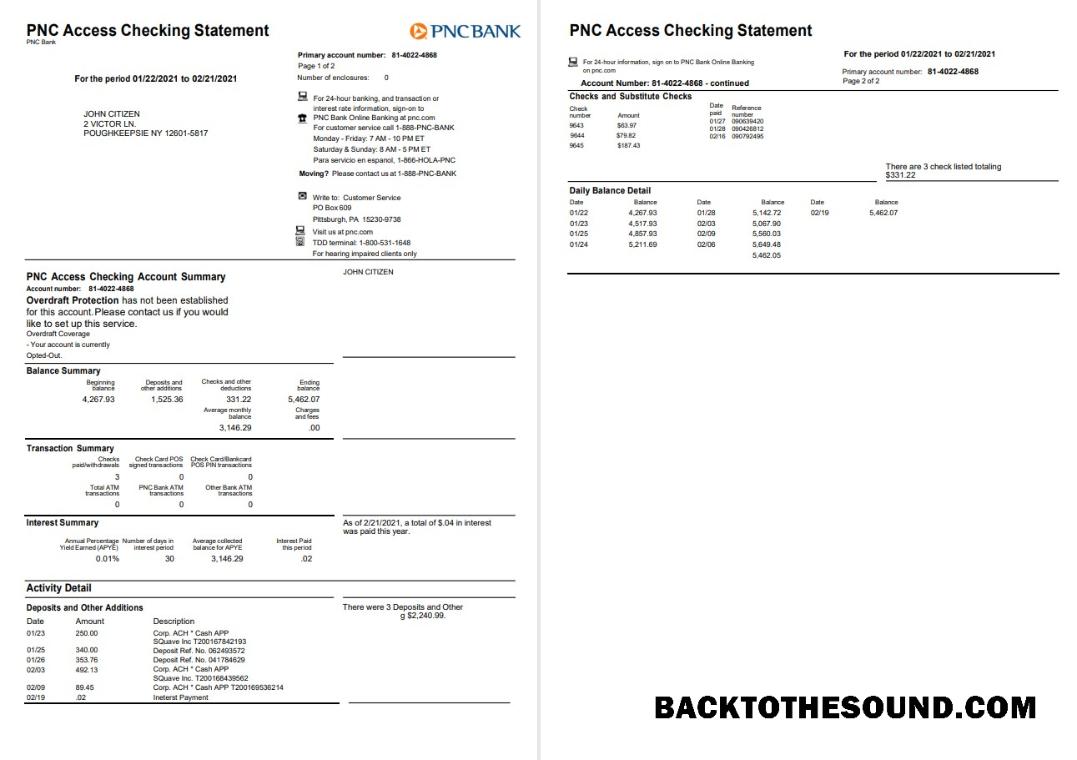 PNC Access Checking Statement
PNC Bank
PNCBANK
Primary account number: 81-4022-4868
Page 1 of 2
Number of enclosures: 0
For the period 01/22/2021 to 02/21/2021
JOHN CITIZEN
2 VICTOR LN.
POUGHKEEPSIE NY 12601-5817
For 24-hour banking, and transaction or
interest rate information, sign-on to
PNC Bank Online Banking at pnc.com
For customer service call 1-888-PNC-BANK
Monday - Friday: 7 AM - 10 PM ET
Saturday & Sunday: 8 AM - 5 PM ET
Para servicio en espanol, 1-866-HOLA-PNC
Moving? Please contact us at 1-888-PNC-BANK
Write to: Customer Service
PO Box 609
Pittsburgh, PA 15230-9738
Visit us at pnc.com
TDD terminal: 1-800-531-1648
For hearing impaired clients only
PNC Access Checking Account Summary
Account number: 81-4022-4868
Overdraft Protection has not been established
for this account. Please contact us if you would
like to set up this service.
Overdraft Coverage
- Your account is currently
Opted-Out.
JOHN CITIZEN
Balance Summary
Beginning balance Deposits and other additions Checks and other deductions Ending balance
4,267.93 1,525.36 331.22 5,462.07
Average monthly balance Charges and fees
3,146.29 .00
Transaction Summary
Checks paid/withdrawals Check Card POS signed transactions Check Card/Bankcard POS PIN transactions
3 0 0
Total ATM transactions PNC Bank ATM transactions Other Bank ATM transactions
0 0 0
Interest Summary
As of 2/21/2021, a total of $.04 in interest
was paid this year.
Annual Percentage Yield Earned (APYE) Number of days in interest period Average collected balance for APYE Interest Paid this period
0.01% 30 3,146.29 .02
Activity Detail
Deposits and Other Additions
There were 3 Deposits and Other
g $2,240.99.
Date Amount Description
01/23 250.00 Corp. ACH * Cash APP
SQuave Inc T200167842193
01/25 340.00 Deposit Ref. No. 062493572
01/26 353.76 Deposit Ref. No. 041784629
02/03 492.13 Corp. ACH * Cash APP
SQuave Inc. T200168439562
02/09 89.45 Corp. ACH * Cash APP T200169536214
02/19 .02 Ineterst Payment
PNC Access Checking Statement
For 24-hour information, sign on to PNC Bank Online Banking
on pnc.com
For the period 01/22/2021 to 02/21/2021
Primary account number: 81-4022-4868
Page 2 of 2
Account Number: 81-4022-4868 - continued
Checks and Substitute Checks
Check number Amount Date paid Reference number
9643 $63.97 01/27 090639420
9644 $79.82 01/28 090426812
9645 $187.43 02/16 090792495
There are 3 check listed totaling
$331.22
Daily Balance Detail
Date Balance Date Balance Date Balance
01/22 4,267.93 01/28 5,142.72 02/19 5,462.07
01/23 4,517.93 02/03 5,067.90
01/25 4,857.93 02/09 5,560.03
01/24 5,211.69 02/06 5,649.48
5,462.05
BACKTOTHESOUND.COM